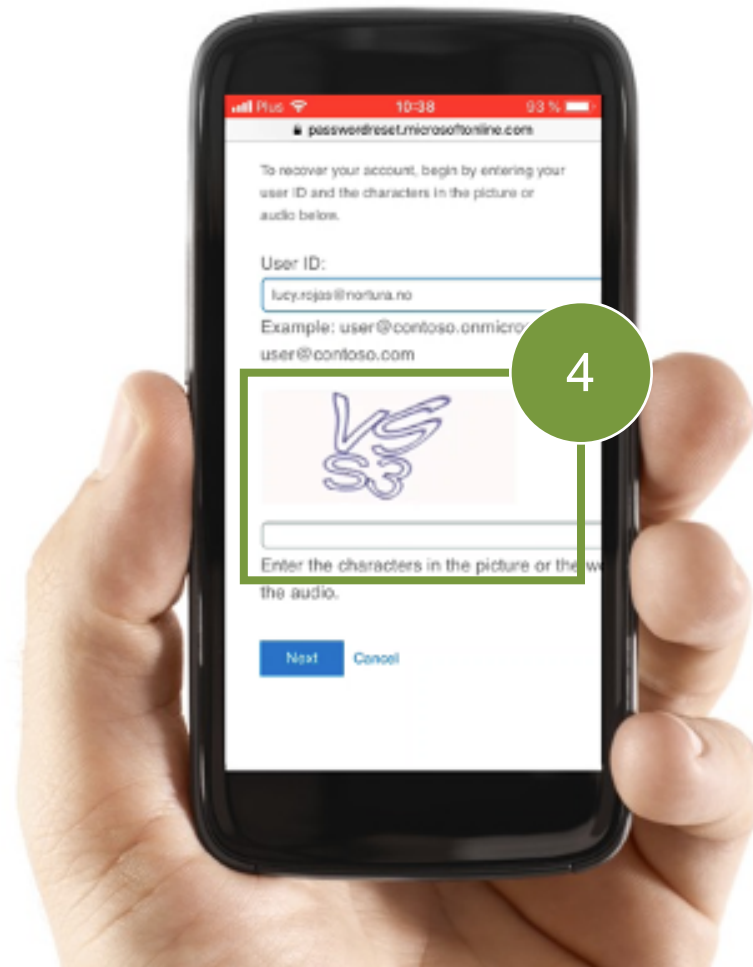 Plus 10:38 93 %
passwordreset.microsoftonline.com
To recover your account, begin by entering your
user ID and the characters in the picture or
audio below.
User ID:
lucy.rojas@nortura.no
Example: user@contoso.onmicro
user@contoso.com
4
VS
S3
Enter the characters in the picture or the
the audio.
Next Cancel